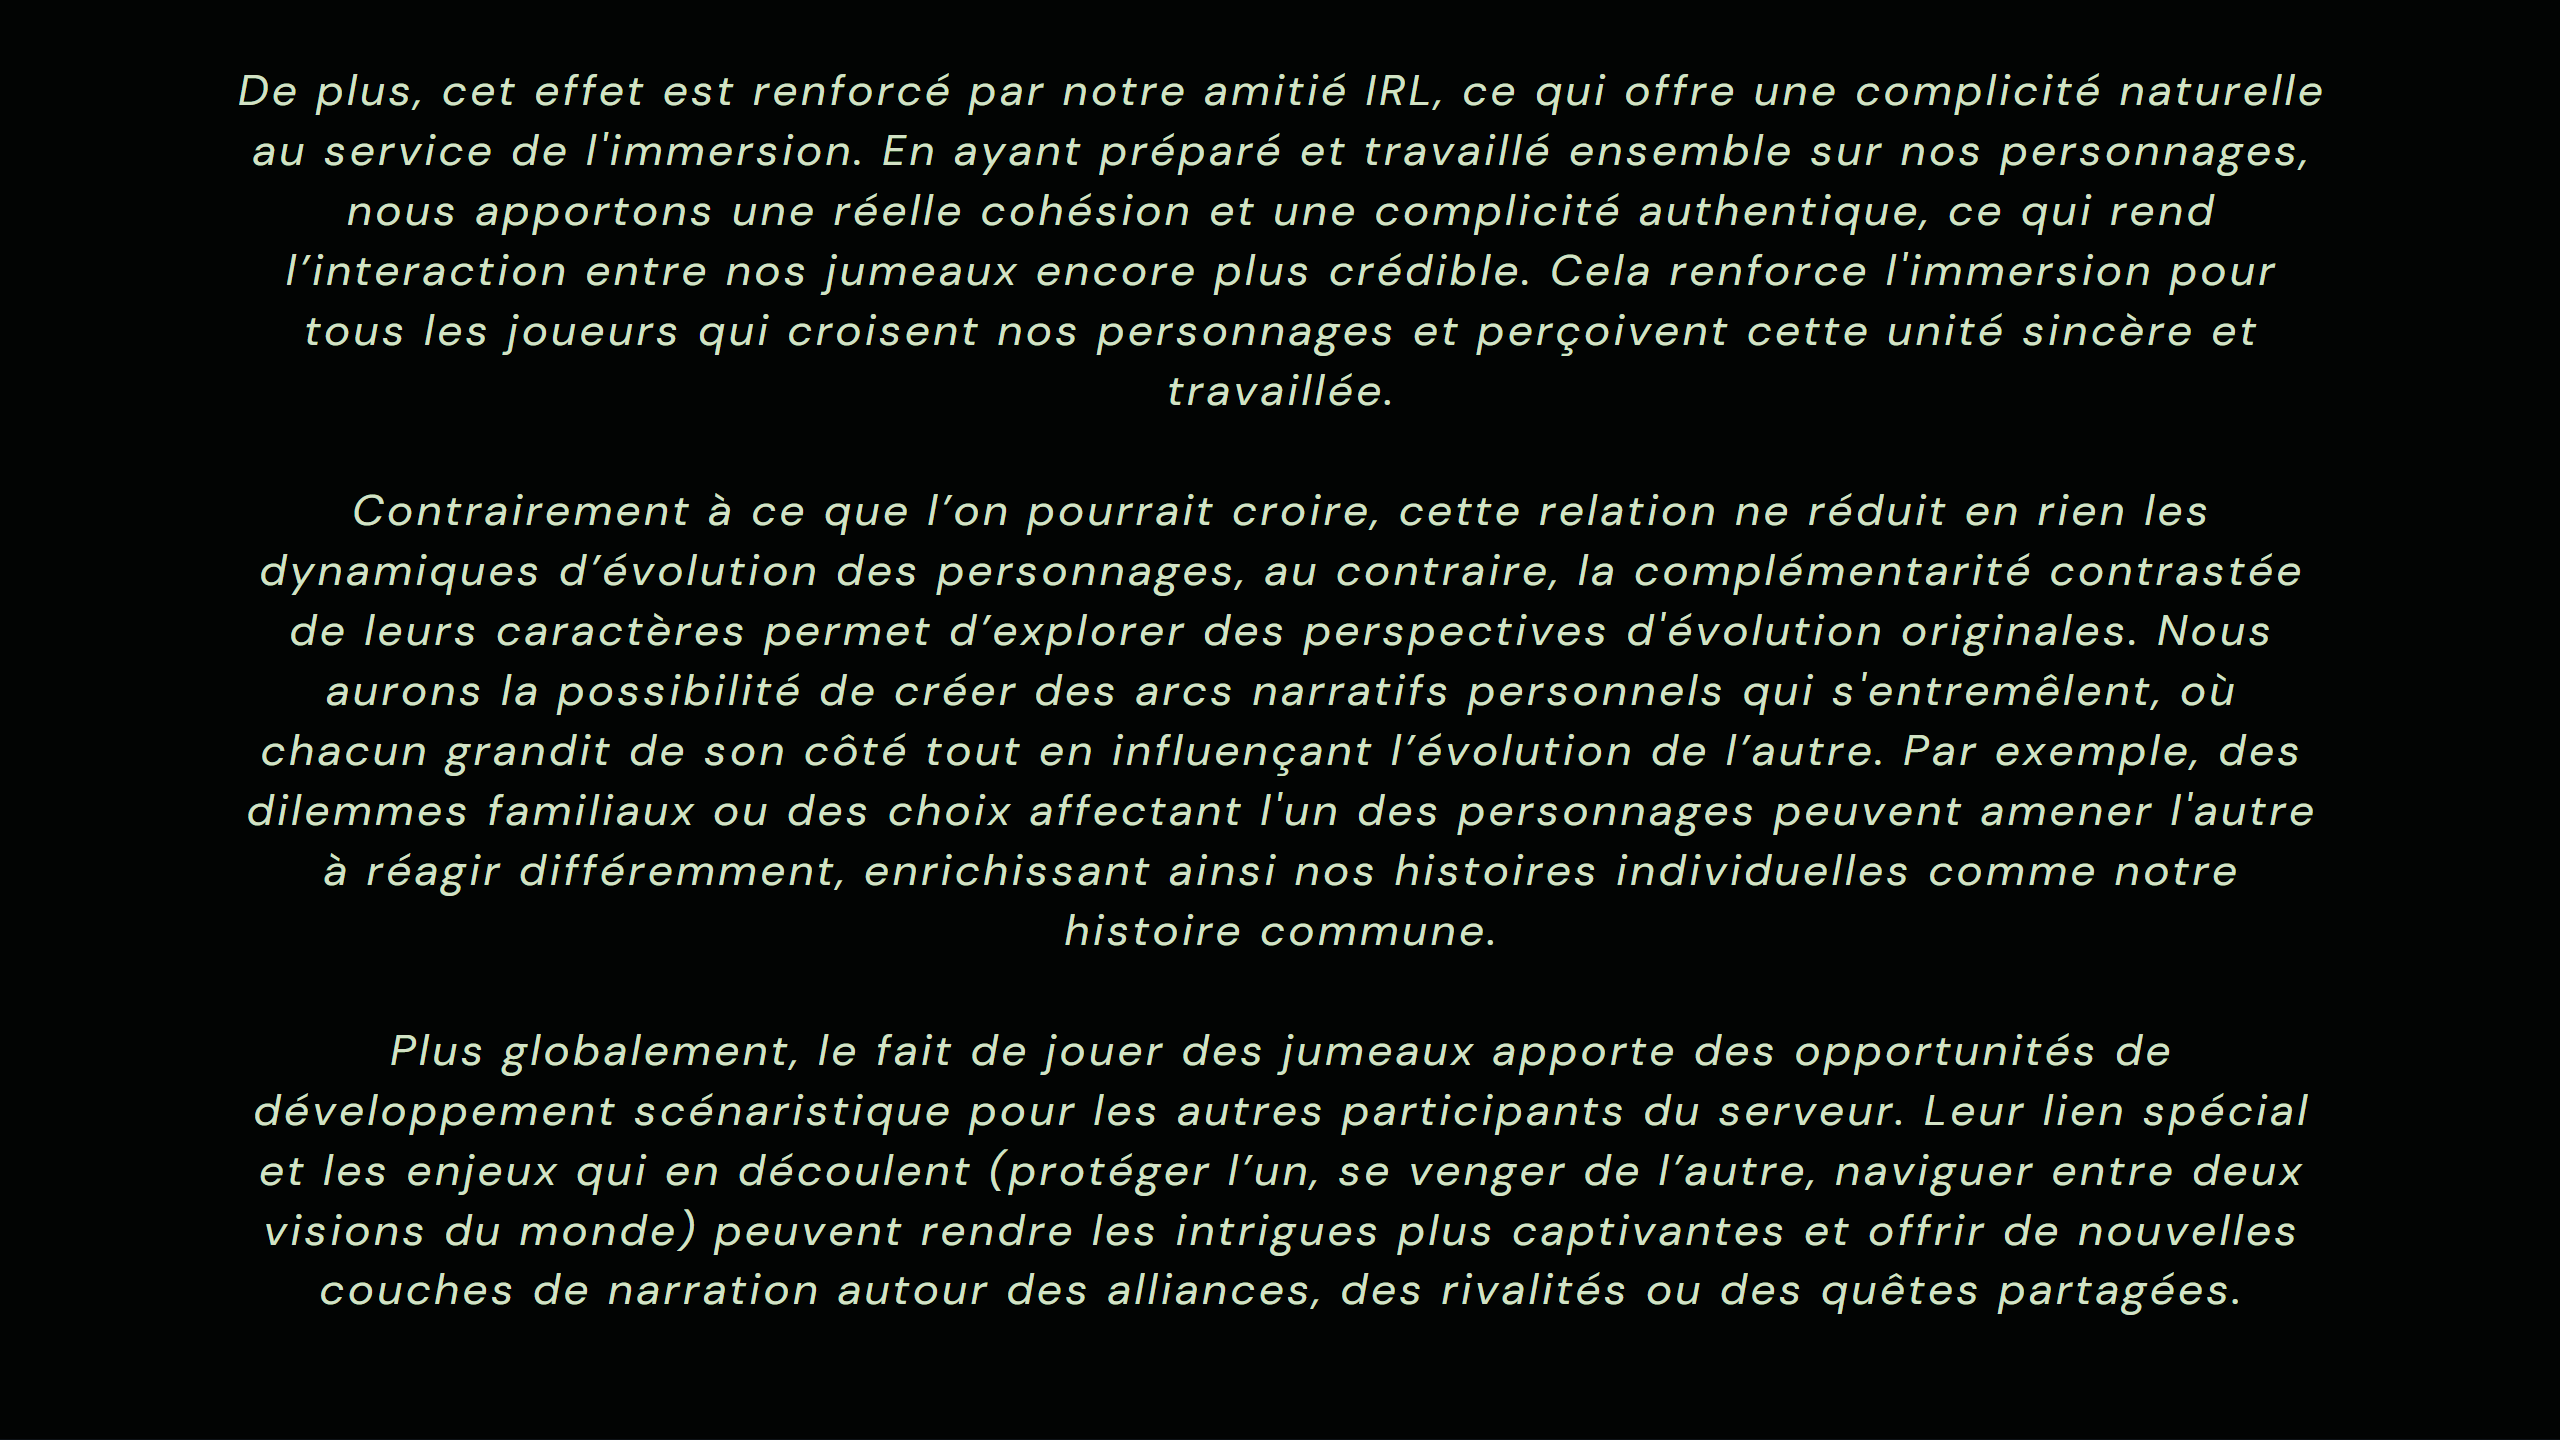 De plus, cet effet est renforcé par notre amitié IRL, ce qui offre une complicité naturelle
au service de l'immersion. En ayant préparé et travaillé ensemble sur nos personnages,
nous apportons une réelle cohésion et une complicité authentique, ce qui rend
l’interaction entre nos jumeaux encore plus crédible. Cela renforce l'immersion pour
tous les joueurs qui croisent nos personnages et perçoivent cette unité sincère et
travaillée.
Contrairement à ce que l’on pourrait croire, cette relation ne réduit en rien les
dynamiques d’évolution des personnages, au contraire, la complémentarité contrastée
de leurs caractères permet d’explorer des perspectives d'évolution originales. Nous
aurons la possibilité de créer des arcs narratifs personnels qui s'entremêlent, où
chacun grandit de son côté tout en influençant l’évolution de l’autre. Par exemple, des
dilemmes familiaux ou des choix affectant l'un des personnages peuvent amener l'autre
à réagir différemment, enrichissant ainsi nos histoires individuelles comme notre
histoire commune.
Plus globalement, le fait de jouer des jumeaux apporte des opportunités de
développement scénaristique pour les autres participants du serveur. Leur lien spécial
et les enjeux qui en découlent (protéger l’un, se venger de l’autre, naviguer entre deux
visions du monde) peuvent rendre les intrigues plus captivantes et offrir de nouvelles
couches de narration autour des alliances, des rivalités ou des quêtes partagées.